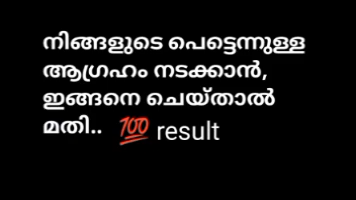 നിങ്ങളുടെ പെട്ടെന്നുള്ള
ആഗ്രഹം നടക്കാൻ,
ഇങ്ങനെ ചെയ്താൽ
മതി.. 💯 result